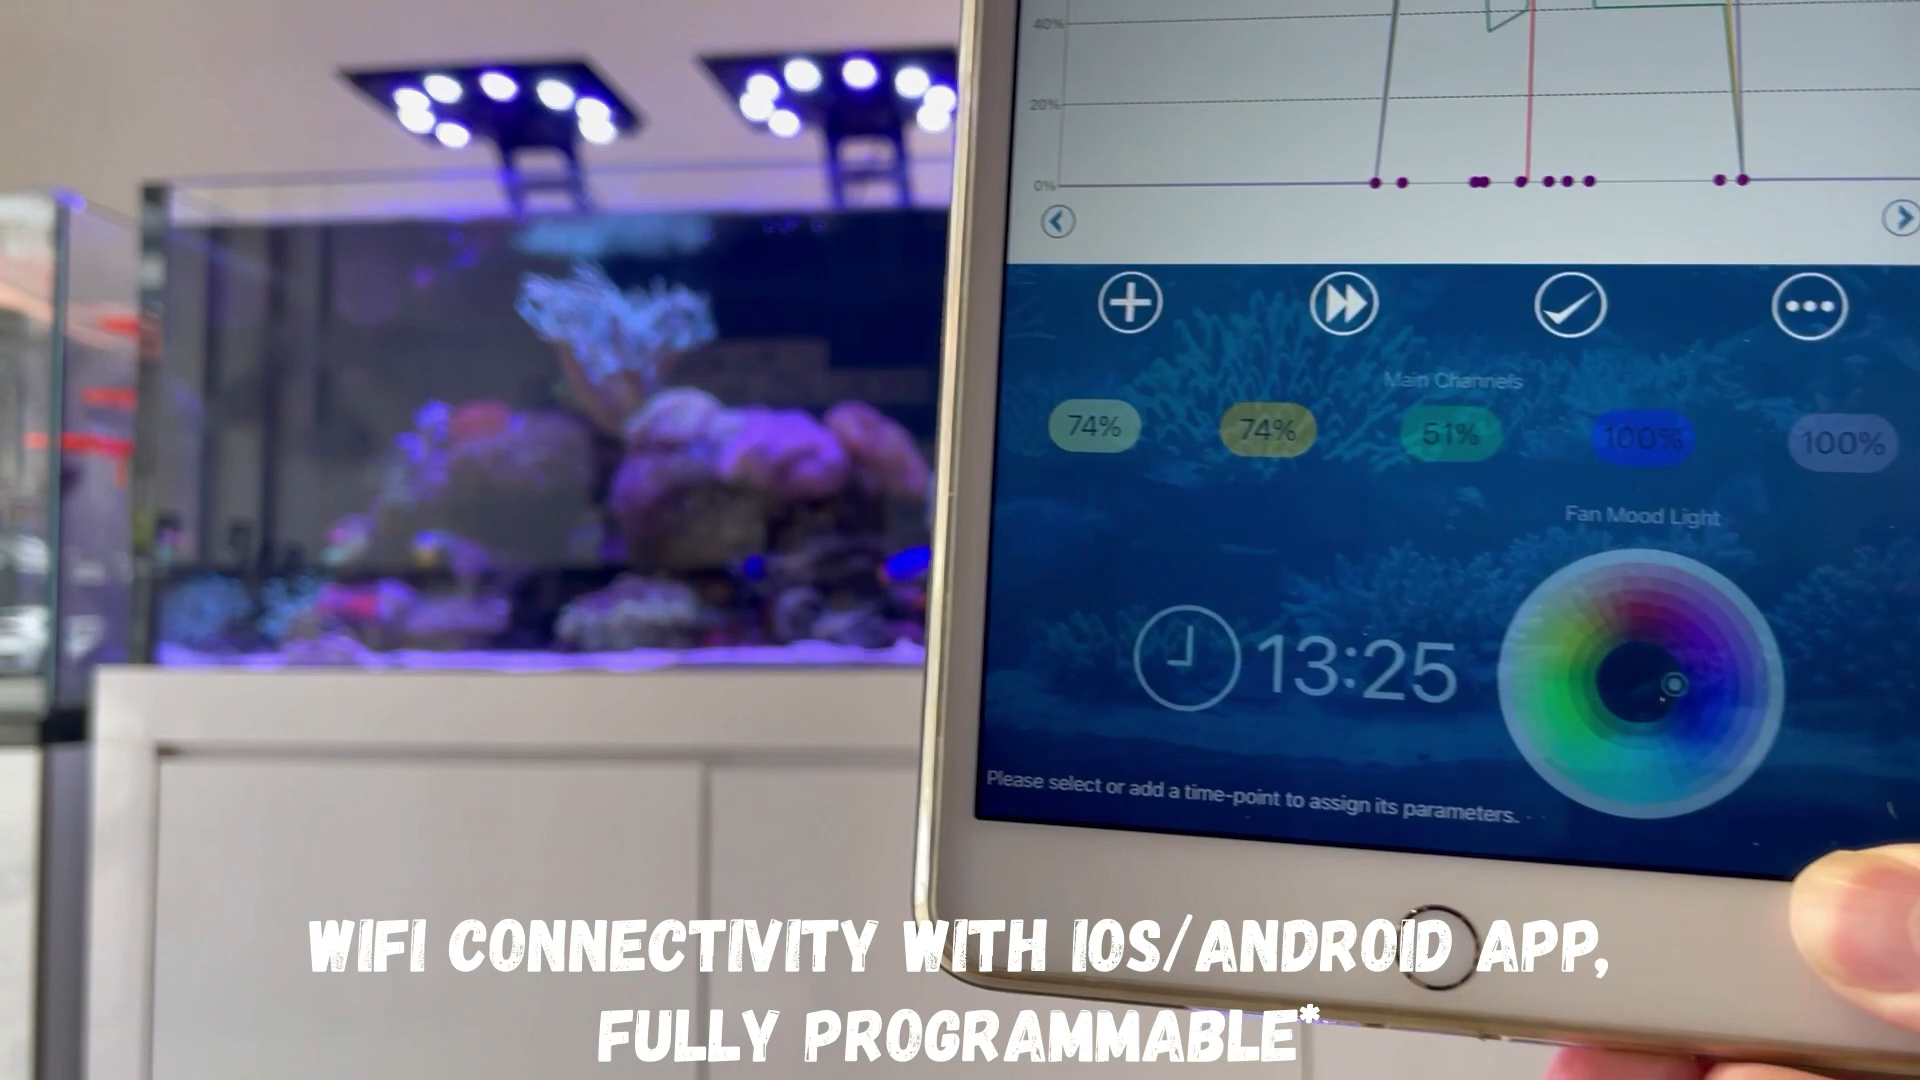 40%
20%
0%
Main Channels
74% 74% 51% 100% 100%
Fan Mood Light
13:25
Please select or add a time-point to assign its parameters.
WIFI CONNECTIVITY WITH IOS/ANDROID APP,
FULLY PROGRAMMABLE*